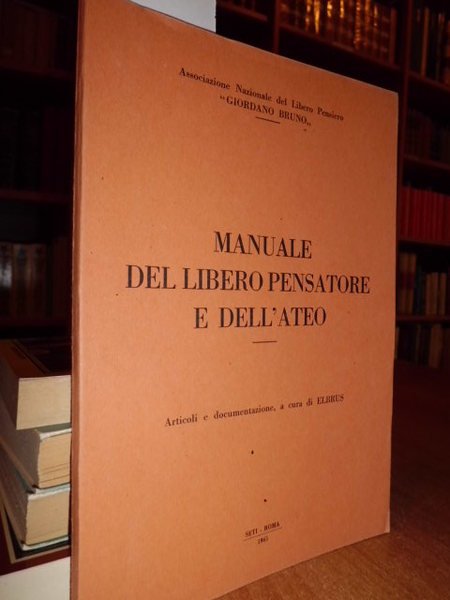 Associazione Nazionale del Libero Pensiero
"GIORDANO BRUNO„
MANUALE
DEL LIBERO PENSATORE
E DELL'ATEO
Articoli e documentazione, a cura di ELBRUS
SETI - ROMA